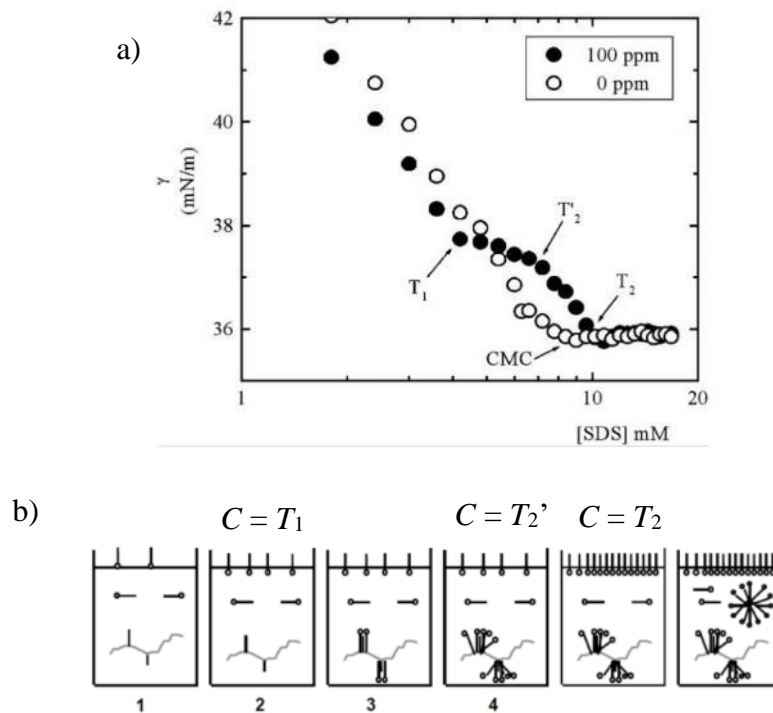 a)
42
40
38
36
γ
(mN/m)
100 ppm
0 ppm
T'₂
T₁
T₂
CMC
1
10
20
[SDS] mM
b)
C = T₁
C = T₂’
C = T₂
1
2
3
4